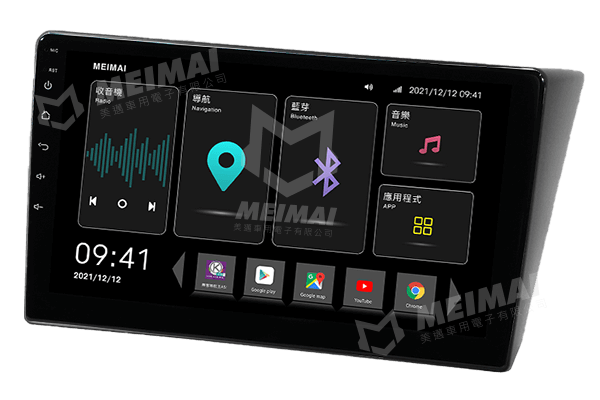 MIC
RST
MEIMAI
2021/12/12 09:41
收音機
Radio
導航
Navigation
藍芽
Bluetooth
音樂
Music
應用程式
APP
09:41
2021/12/12
Google play
Google map
YouTube
Chrome
MEIMAI
美邁車用電子有限公司
MEIMAI
美邁車用電子有限公司
MEIMAI
美邁車用電子有限公司